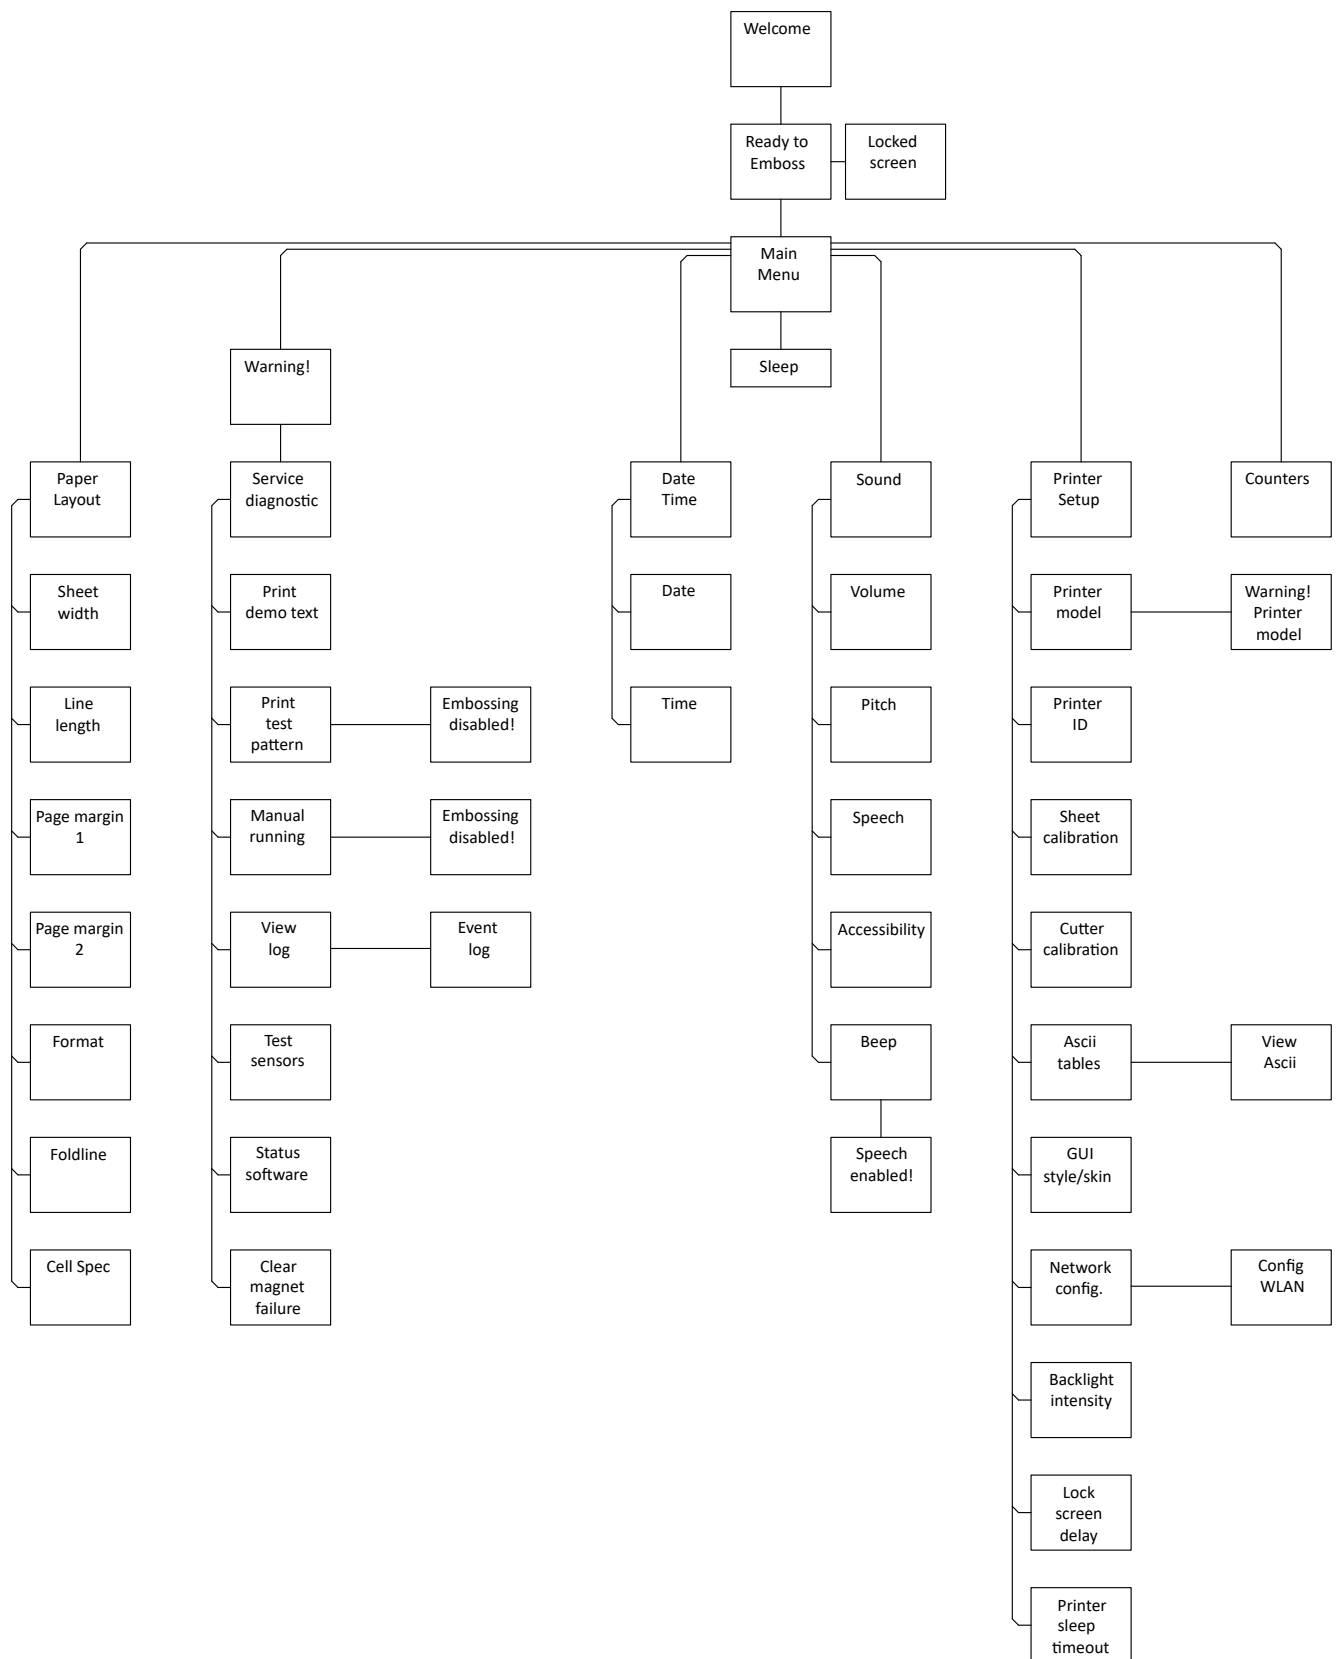 Welcome
Ready to
Emboss
Locked
screen
Main
Menu
Warning!
Sleep
Paper
Layout
Service
diagnostic
Date
Time
Sound
Printer
Setup
Counters
Sheet
width
Print
demo text
Date
Volume
Printer
model
Warning!
Printer
model
Line
length
Print
test
pattern
Embossing
disabled!
Time
Pitch
Printer
ID
Page margin
1
Manual
running
Embossing
disabled!
Speech
Sheet
calibration
Page margin
2
View
log
Event
log
Accessibility
Cutter
calibration
Format
Test
sensors
Beep
Ascii
tables
View
Ascii
Foldline
Status
software
Speech
enabled!
GUI
style/skin
Cell Spec
Clear
magnet
failure
Network
config.
Config
WLAN
Backlight
intensity
Lock
screen
delay
Printer
sleep
timeout